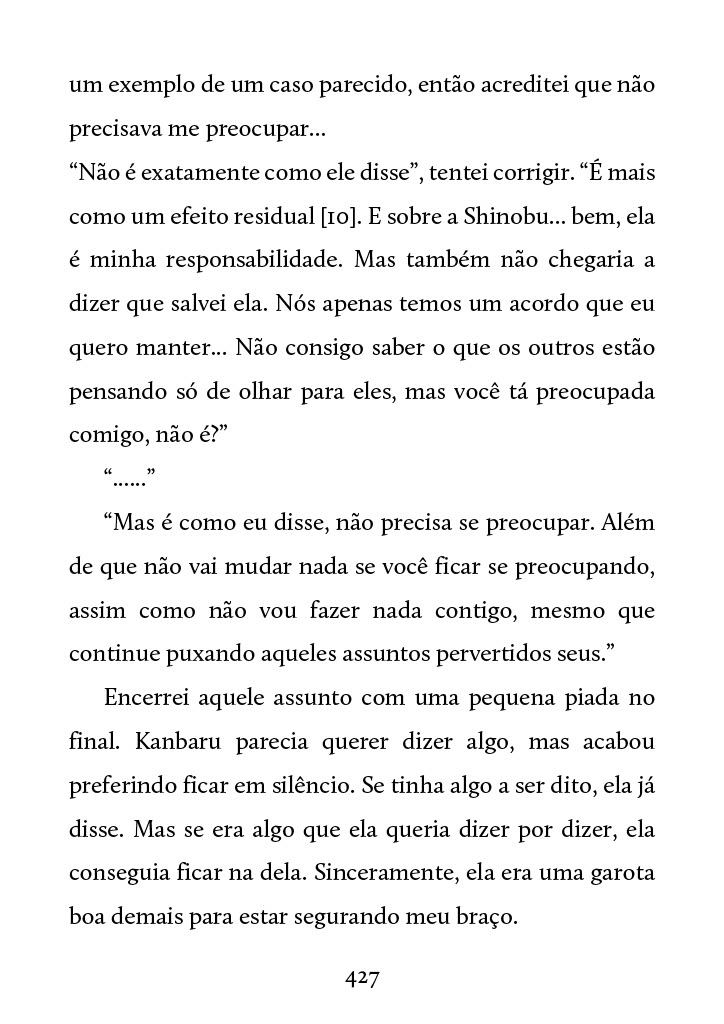 um exemplo de um caso parecido, então acreditei que não
precisava me preocupar...
“Não é exatamente como ele disse”, tentei corrigir. “É mais
como um efeito residual [10]. E sobre a Shinobu... bem, ela
é minha responsabilidade. Mas também não chegaria a
dizer que salvei ela. Nós apenas temos um acordo que eu
quero manter... Não consigo saber o que os outros estão
pensando só de olhar para eles, mas você tá preocupada
comigo, não é?”
“......”
“Mas é como eu disse, não precisa se preocupar. Além
de que não vai mudar nada se você ficar se preocupando,
assim como não vou fazer nada contigo, mesmo que
continue puxando aqueles assuntos pervertidos seus.”
Encerrei aquele assunto com uma pequena piada no
final. Kanbaru parecia querer dizer algo, mas acabou
preferindo ficar em silêncio. Se tinha algo a ser dito, ela já
disse. Mas se era algo que ela queria dizer por dizer, ela
conseguia ficar na dela. Sinceramente, ela era uma garota
boa demais para estar segurando meu braço.
427